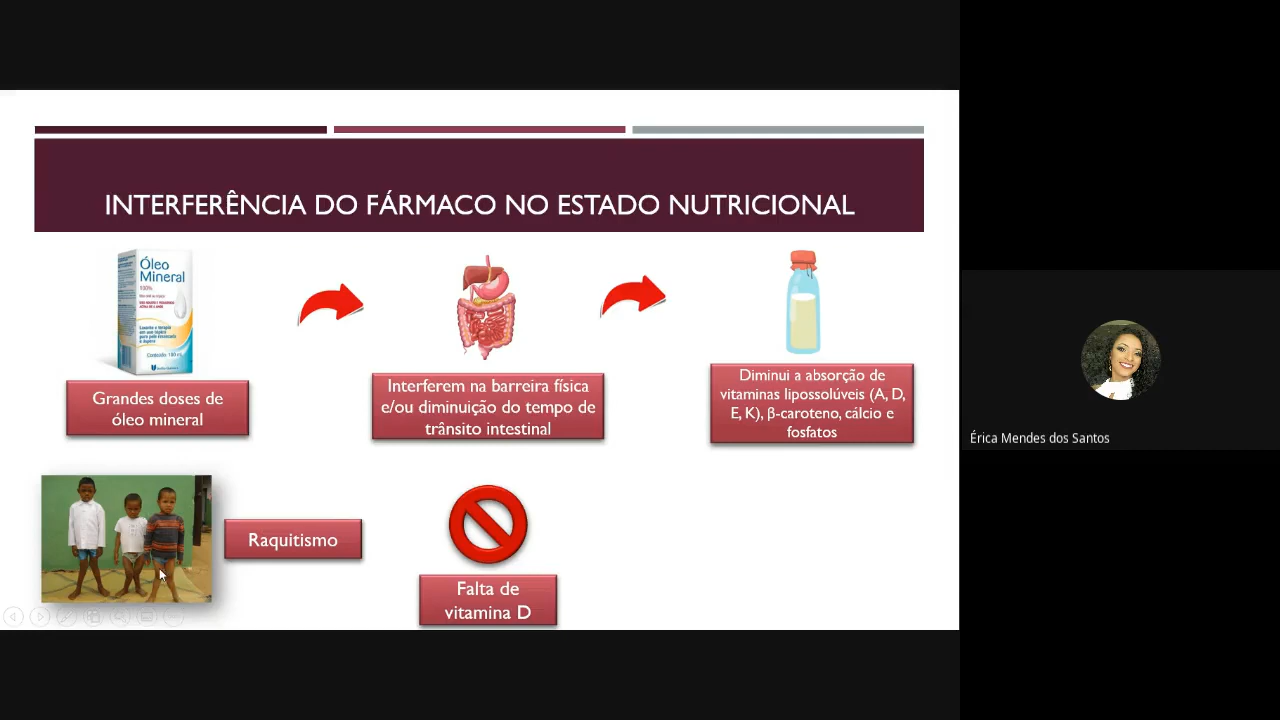 INTERFERÊNCIA DO FÁRMACO NO ESTADO NUTRICIONAL
Óleo
Mineral
100%
Grandes doses de
óleo mineral
Interferem na barreira física
e/ou diminuição do tempo de
trânsito intestinal
Diminui a absorção de
vitaminas lipossolúveis (A, D,
E, K), β-caroteno, cálcio e
fosfatos
Érica Mendes dos Santos
Raquitismo
Falta de
vitamina D